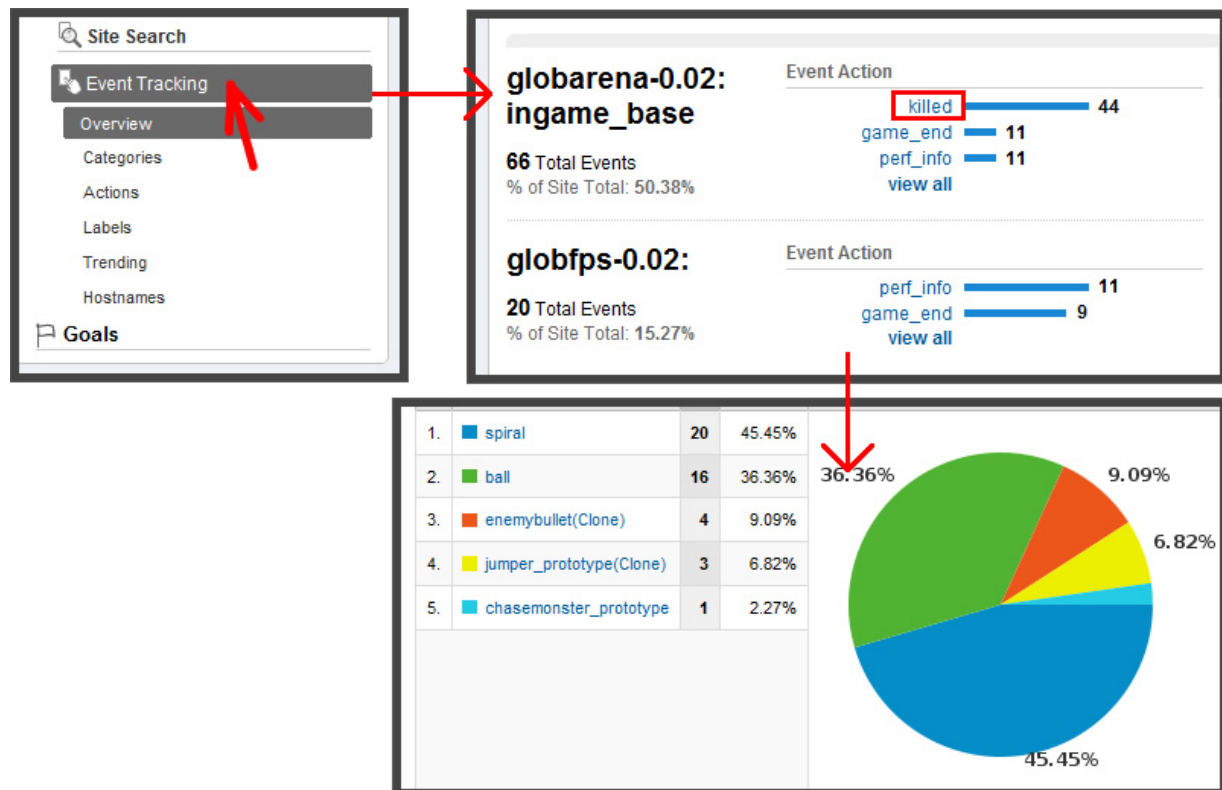 Site Search
Event Tracking
Overview
Categories
Actions
Labels
Trending
Hostnames
Goals
globarena-0.02:
ingame_base
66 Total Events
% of Site Total: 50.38%
Event Action
killed 44
game_end 11
perf_info 11
view all
globfps-0.02:
20 Total Events
% of Site Total: 15.27%
Event Action
perf_info 11
game_end 9
view all
1. spiral 20 45.45%
2. ball 16 36.36%
3. enemybullet(Clone) 4 9.09%
4. jumper_prototype(Clone) 3 6.82%
5. chasemonster_prototype 1 2.27%
36.36%
9.09%
6.82%
45.45%